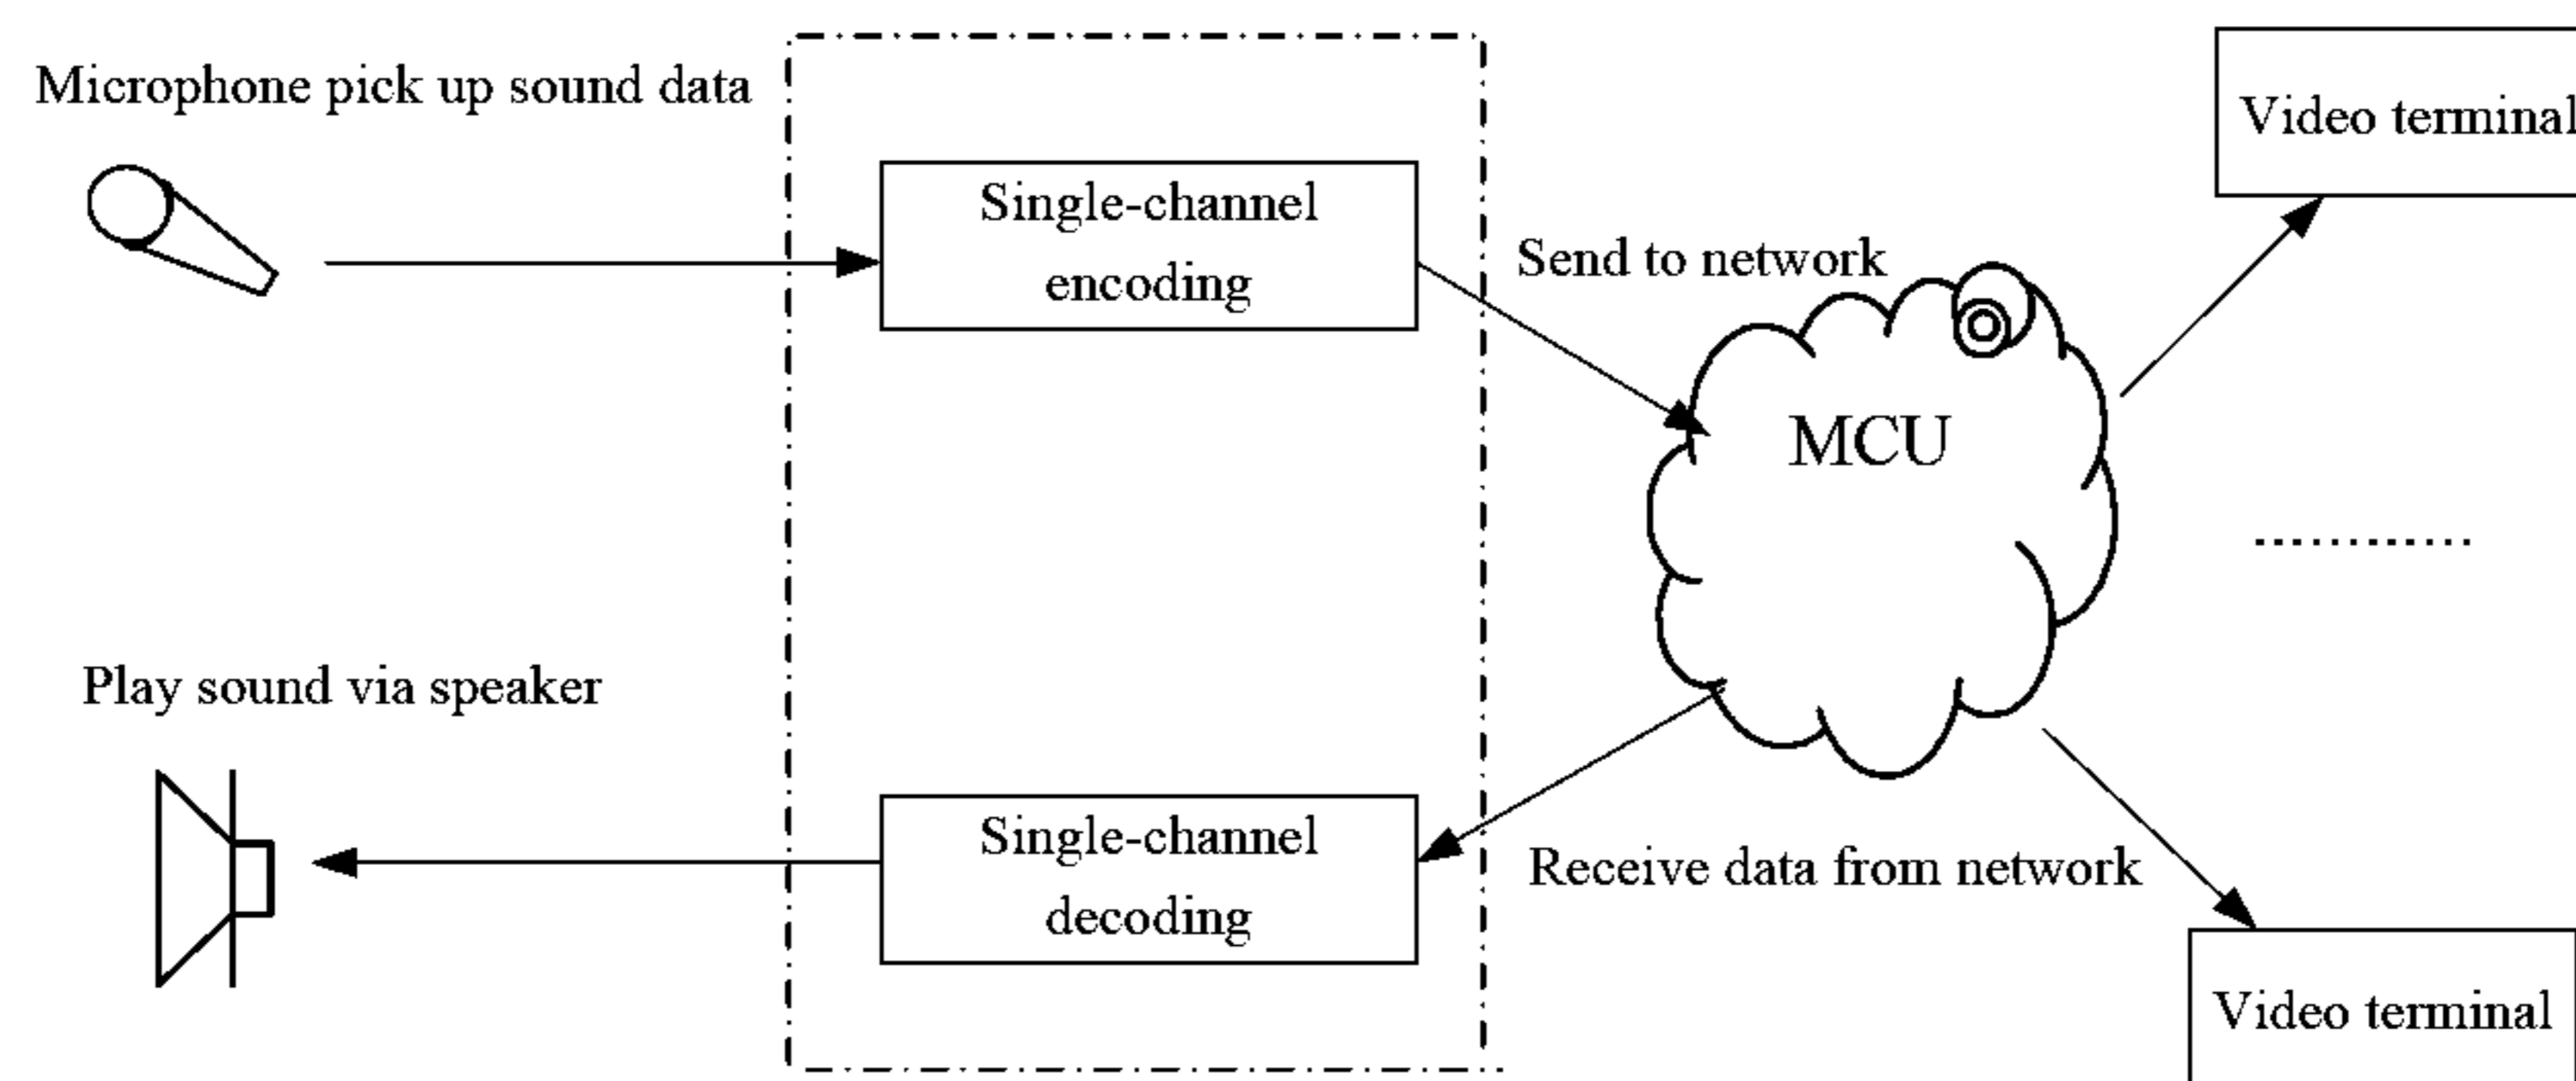 Microphone pick up sound data
Video terminal
Single-channel
encoding
Send to network
MCU
Play sound via speaker
Single-channel
decoding
Receive data from network
Video terminal